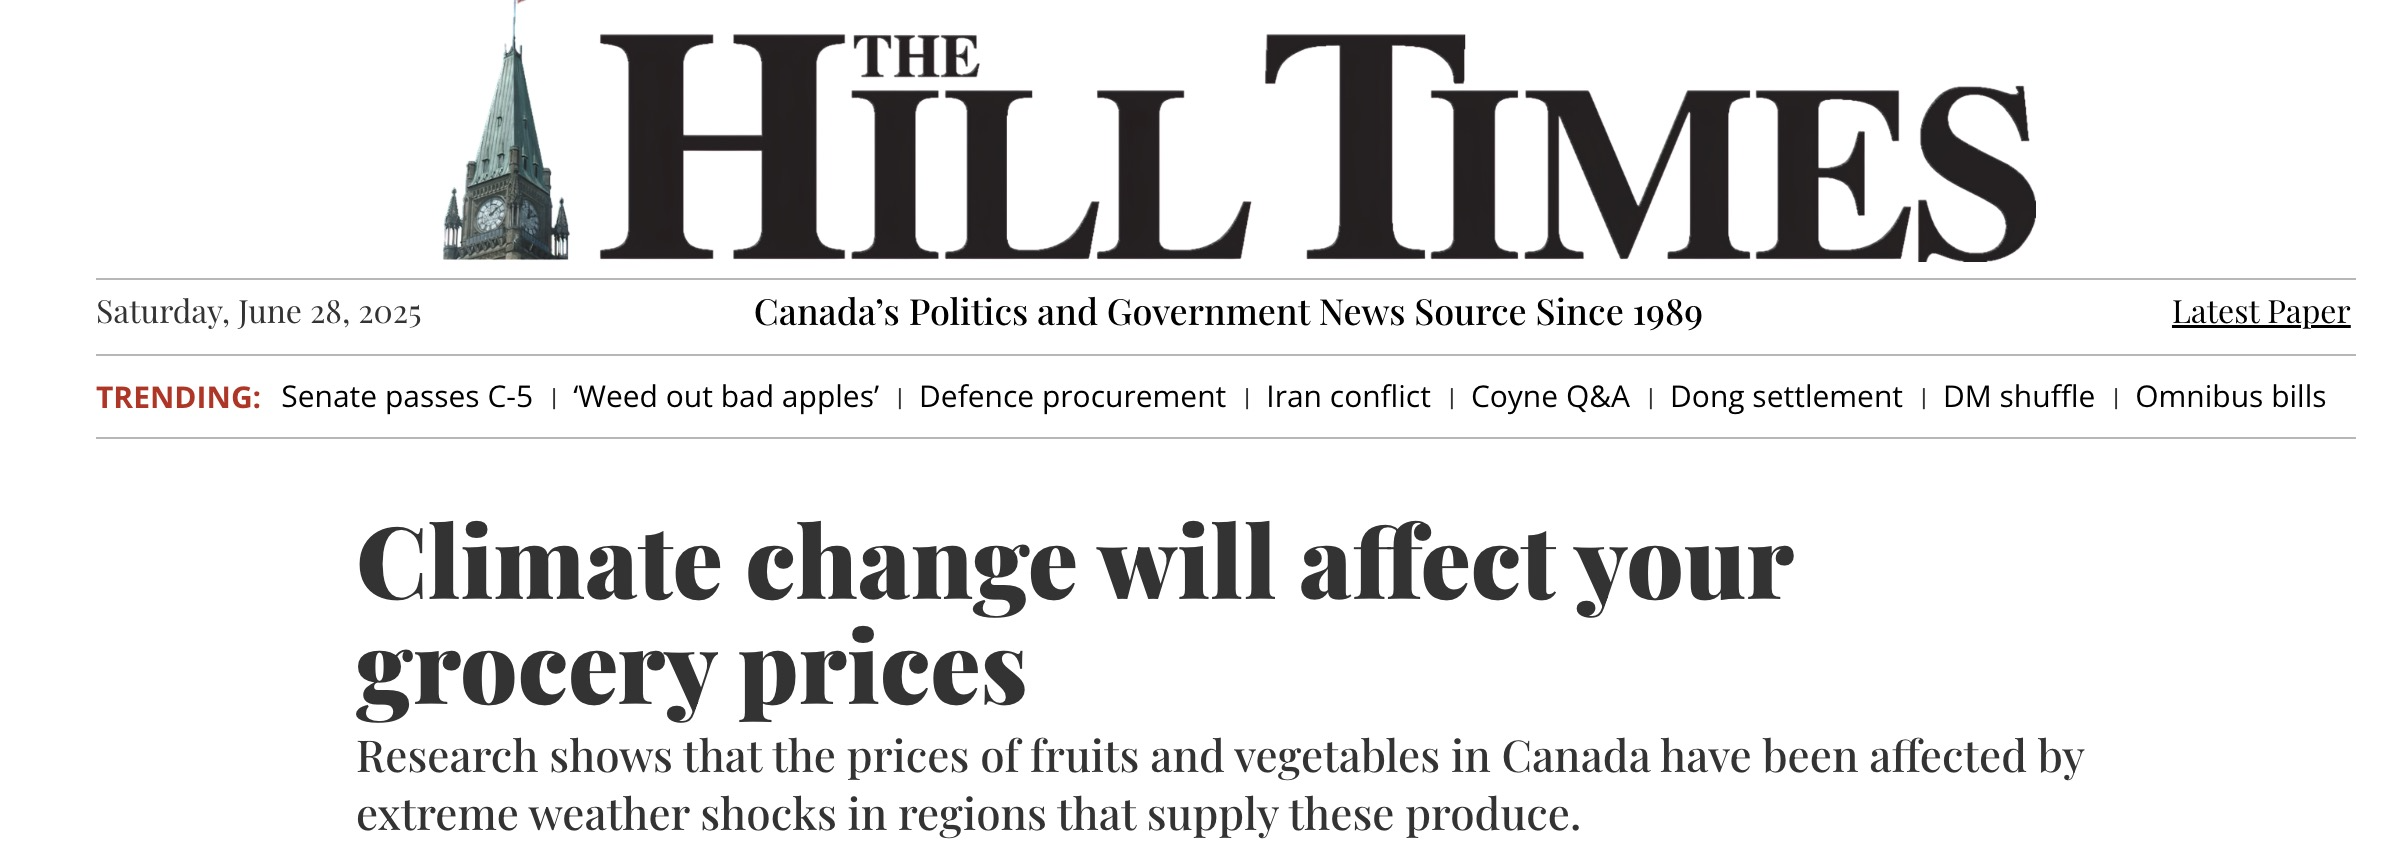 THE
HILL TIMES
Saturday, June 28, 2025 Canada’s Politics and Government News Source Since 1989 Latest Paper
TRENDING: Senate passes C-5 | ‘Weed out bad apples’ | Defence procurement | Iran conflict | Coyne Q&A | Dong settlement | DM shuffle | Omnibus bills
Climate change will affect your
grocery prices
Research shows that the prices of fruits and vegetables in Canada have been affected by
extreme weather shocks in regions that supply these produce.